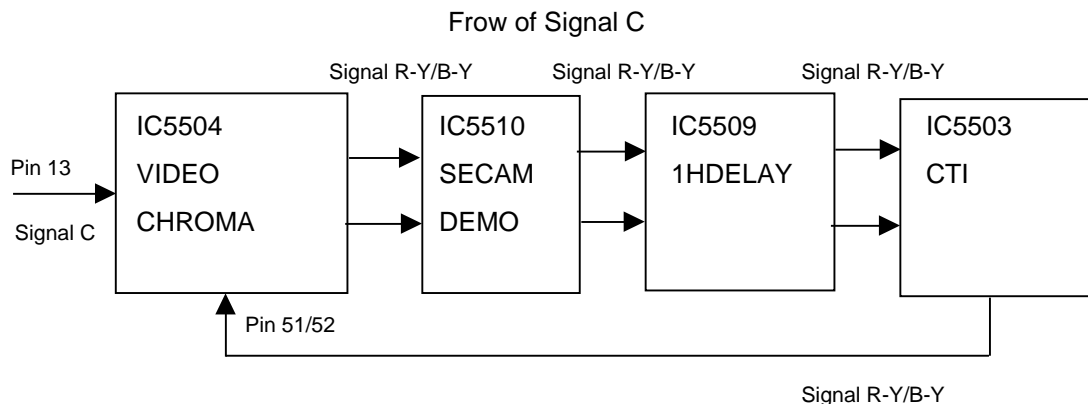 Frow of Signal C
Signal R-Y/B-Y
Signal R-Y/B-Y
Signal R-Y/B-Y
Pin 13
Signal C
IC5504
VIDEO
CHROMA
IC5510
SECAM
DEMO
IC5509
1HDELAY
IC5503
CTI
Pin 51/52
Signal R-Y/B-Y